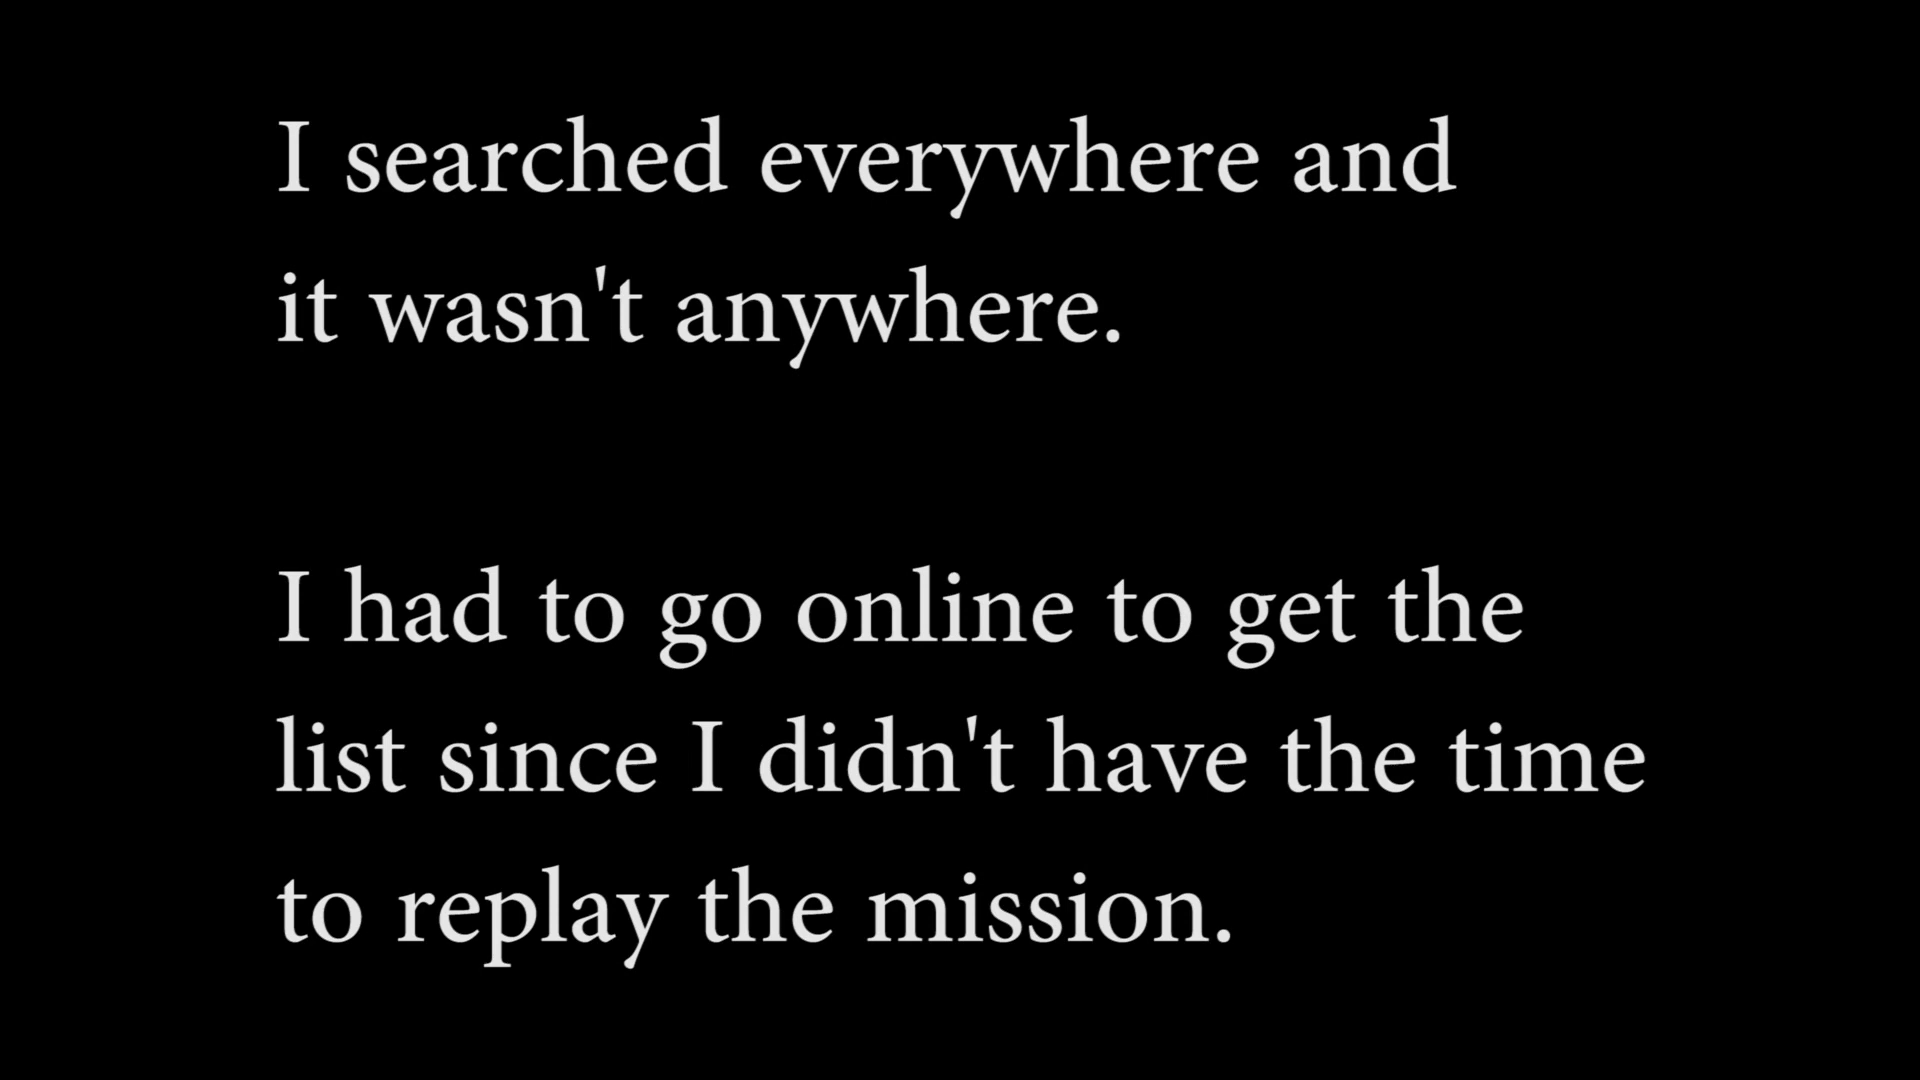 I searched everywhere and
it wasn't anywhere.
I had to go online to get the
list since I didn't have the time
to replay the mission.